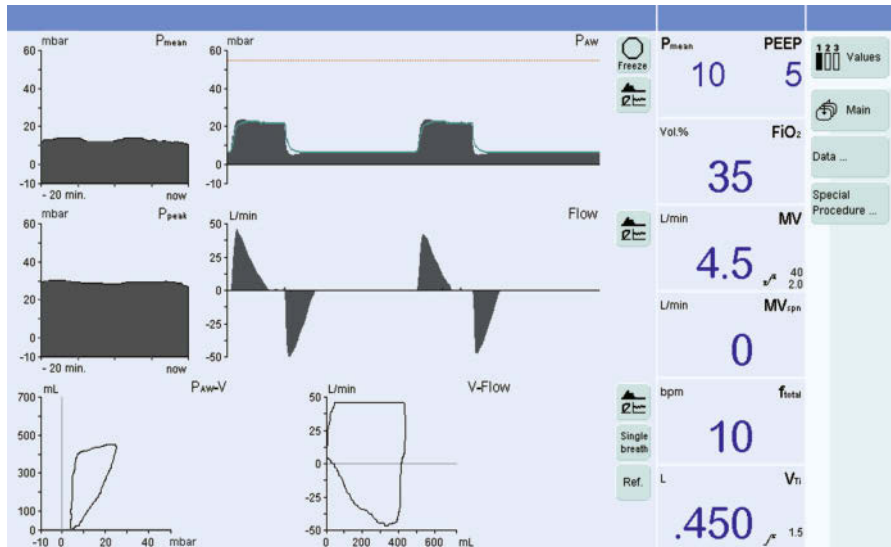 mbar Pmean
60
40
20
0
-10
- 20 min. now
mbar PAW
60
40
20
0
-10
Freeze
Pmean PEEP
10 5
1 2 3
Values
Main
Data ...
Special
Procedure ...
Vol.% FiO2
35
mbar Ppeak
60
40
20
0
-10
- 20 min. now
L/min Flow
50
25
0
-25
-50
L/min MV
4.5 40
2.0
L/min MVspn
0
mL PAW-V
700
500
300
100
0
-10 0 20 40 mbar
L/min V-Flow
50
25
0
-25
-50
0 200 400 600 mL
Single
breath
Ref.
bpm ftotal
10
L VTi
.450 1.5